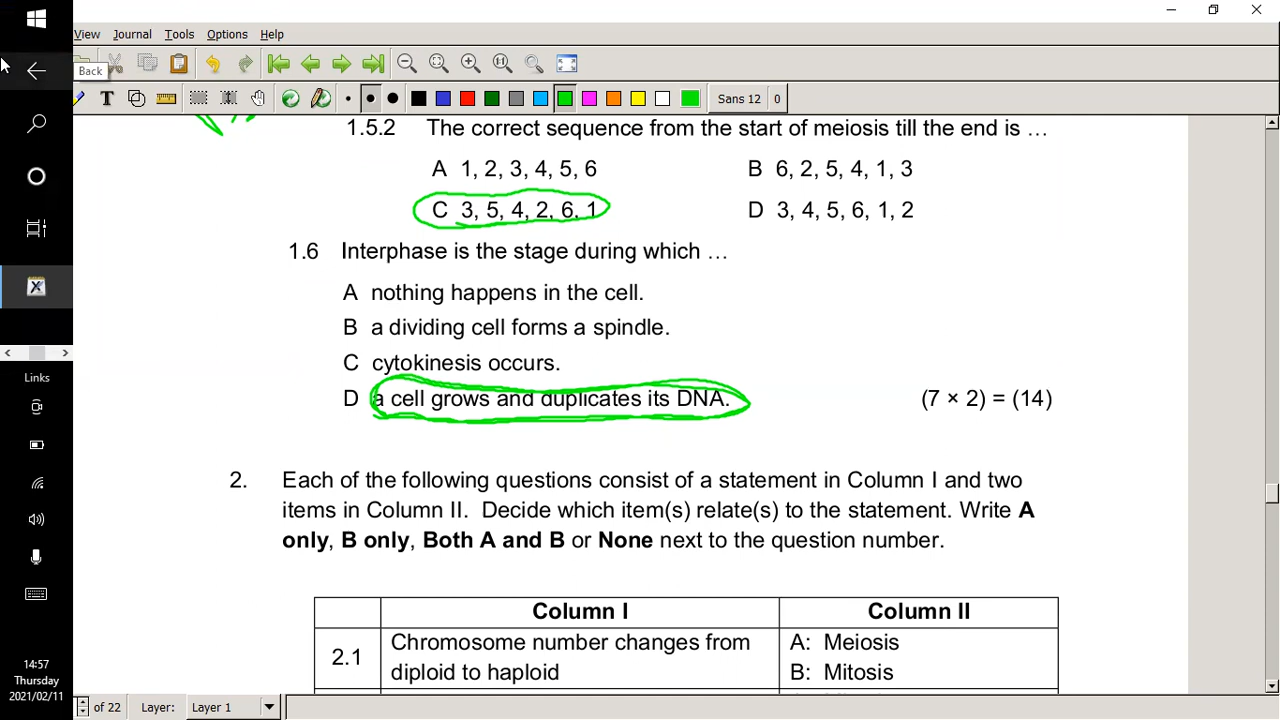 View Journal Tools Options Help
Back
T
Sans 12 0
1.5.2 The correct sequence from the start of meiosis till the end is …
A 1, 2, 3, 4, 5, 6 B 6, 2, 5, 4, 1, 3
C 3, 5, 4, 2, 6, 1 D 3, 4, 5, 6, 1, 2
1.6 Interphase is the stage during which …
A nothing happens in the cell.
B a dividing cell forms a spindle.
C cytokinesis occurs.
D a cell grows and duplicates its DNA. (7 × 2) = (14)
2. Each of the following questions consist of a statement in Column I and two
items in Column II. Decide which item(s) relate(s) to the statement. Write A
only, B only, Both A and B or None next to the question number.
Column I Column II
2.1 Chromosome number changes from
diploid to haploid
A: Meiosis
B: Mitosis
Links
14:57
Thursday
2021/02/11
of 22 Layer: Layer 1